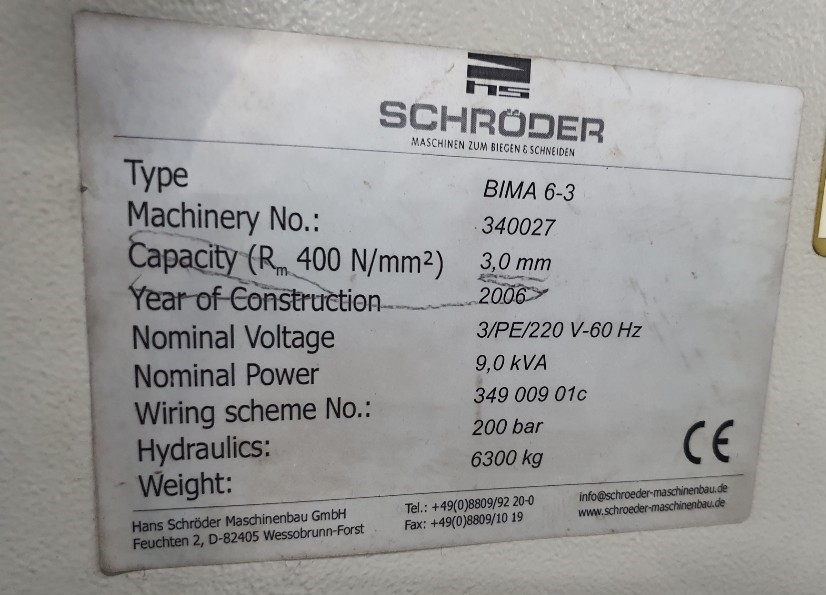 hs
SCHRÖDER
MASCHINEN ZUM BIEGEN & SCHNEIDEN
Type BIMA 6-3
Machinery No.: 340027
Capacity (Rm 400 N/mm²) 3,0 mm
Year of Construction 2006
Nominal Voltage 3/PE/220 V-60 Hz
Nominal Power 9,0 kVA
Wiring scheme No.: 349 009 01c
Hydraulics: 200 bar
Weight: 6300 kg
CE
Hans Schröder Maschinenbau GmbH Tel.: +49(0)8809/92 20-0 info@schroeder-maschinenbau.de
Feuchten 2, D-82405 Wessobrunn-Forst Fax: +49(0)8809/10 19 www.schroeder-maschinenbau.de